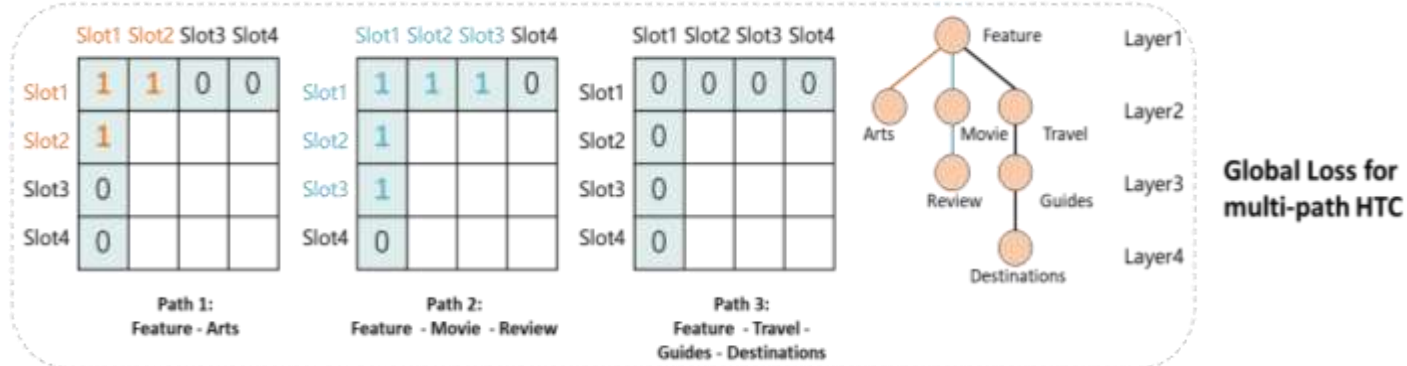 Slot1 Slot2 Slot3 Slot4
Slot1 1 1 0 0
Slot2 1
Slot3 0
Slot4 0
Path 1:
Feature - Arts
Slot1 Slot2 Slot3 Slot4
Slot1 1 1 1 0
Slot2 1
Slot3 1
Slot4 0
Path 2:
Feature - Movie - Review
Slot1 Slot2 Slot3 Slot4
Slot1 0 0 0 0
Slot2 0
Slot3 0
Slot4 0
Path 3:
Feature - Travel -
Guides - Destinations
Feature Layer1
Arts Movie Travel Layer2
Review Guides Layer3
Destinations Layer4
Global Loss for
multi-path HTC